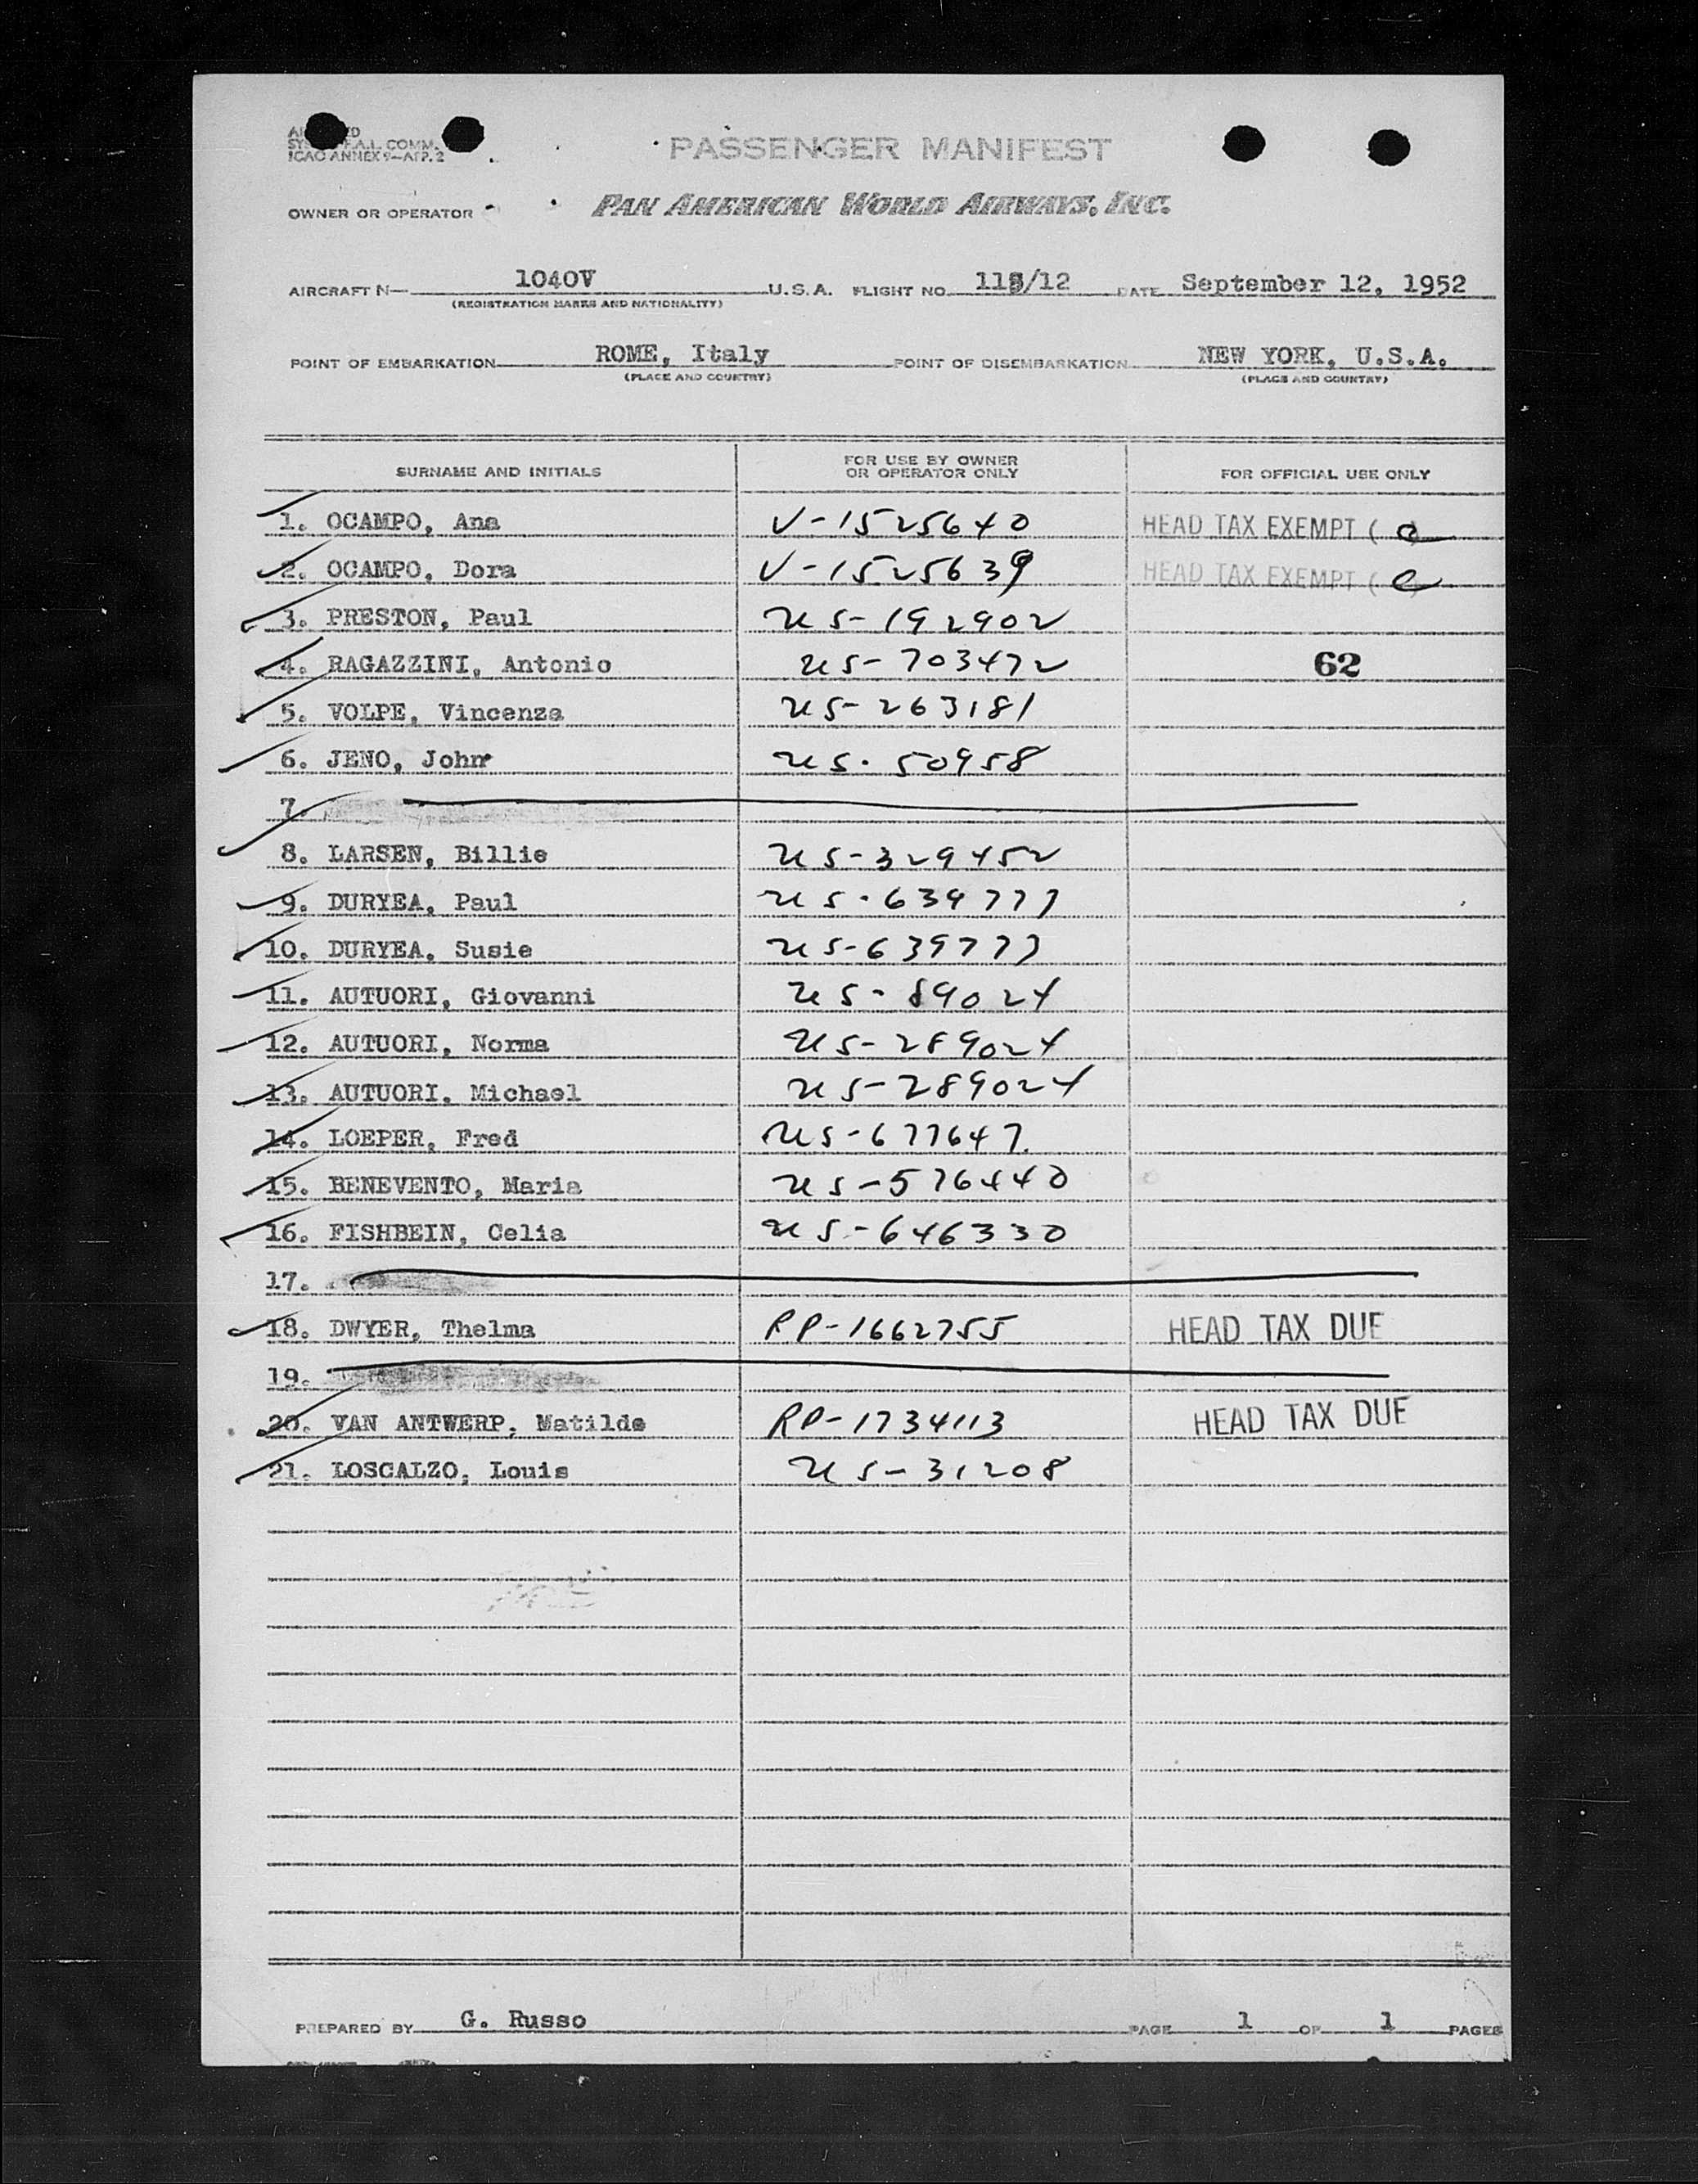 PASSENGER MANIFEST
F.A.L. COMM.
ICAO ANNEX 9—APP. 2
OWNER OR OPERATOR PAN AMERICAN WORLD AIRWAYS, INC.
AIRCRAFT N— 1040V U.S.A. FLIGHT NO. /12 DATE September 12, 1952
(REGISTRATION MARKS AND NATIONALITY)
POINT OF EMBARKATION ROME, Italy POINT OF DISEMBARKATION NEW YORK, U.S.A.
(PLACE AND COUNTRY) (PLACE AND COUNTRY)
SURNAME AND INITIALS FOR USE BY OWNER OR OPERATOR ONLY FOR OFFICIAL USE ONLY
1. OCAMPO, Ana V-1525640 HEAD TAX EXEMPT (
2. OCAMPO, Dora V-1525639 HEAD TAX EXEMPT (
3. PRESTON, Paul US-192902
4. RAGAZZINI, Antonio US-703472 62
5. VOLPE, Vincenza US-263181
6. JENO, John US-50958
7.
8. LARSEN, Billie US-329452
9. DURYEA, Paul
10. DURYEA, Susie US-639777
11. AUTUORI, Giovanni US-89024
12. AUTUORI, Norma US-289024
13. AUTUORI, Michael US-289024
14. LOEPER, Fred US-677647
15. BENEVENTO, Maria US-576440
16. FISHBEIN, Celia US-646330
17.
18. DWYER, Thelma RP-1662755 HEAD TAX DUE
19.
20. VAN ANTWERP, Matilde RP-1734113 HEAD TAX DUE
21. LOSCALZO, Louis US-31208
PREPARED BY G. Russo PAGE 1 OF 1 PAGES